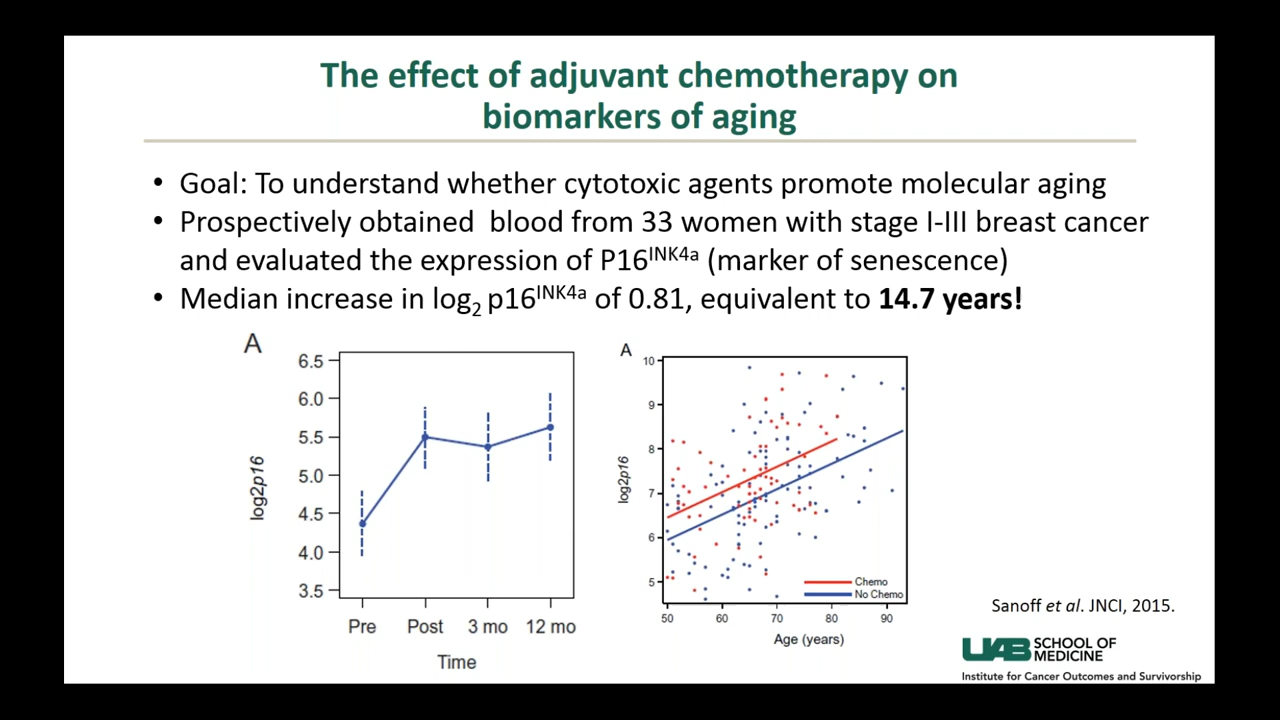 The effect of adjuvant chemotherapy on
biomarkers of aging
• Goal: To understand whether cytotoxic agents promote molecular aging
• Prospectively obtained  blood from 33 women with stage I-III breast cancer
and evaluated the expression of P16INK4a (marker of senescence)
• Median increase in log2 p16INK4a of 0.81, equivalent to 14.7 years!
A
6.5
6.0
5.5
5.0
4.5
4.0
3.5
log2p16
Pre Post 3 mo 12 mo
Time
A
10
9
8
7
6
5
log2p16
Chemo
No Chemo
50 60 70 80 90
Age (years)
Sanoff et al. JNCI, 2015.
UAB SCHOOL OF
MEDICINE
Institute for Cancer Outcomes and Survivorship